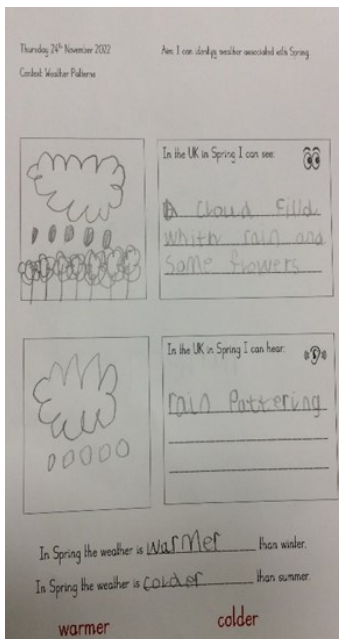 Thursday 24th November 2022
Aim: I can identify weather associated with Spring.
Context: Weather Patterns
In the UK in Spring I can see:
A cloud filld
whith rain and
some flowers
In the UK in Spring I can hear:
rain Pattering
In Spring the weather is warmer than winter.
In Spring the weather is colder than summer.
warmer
colder